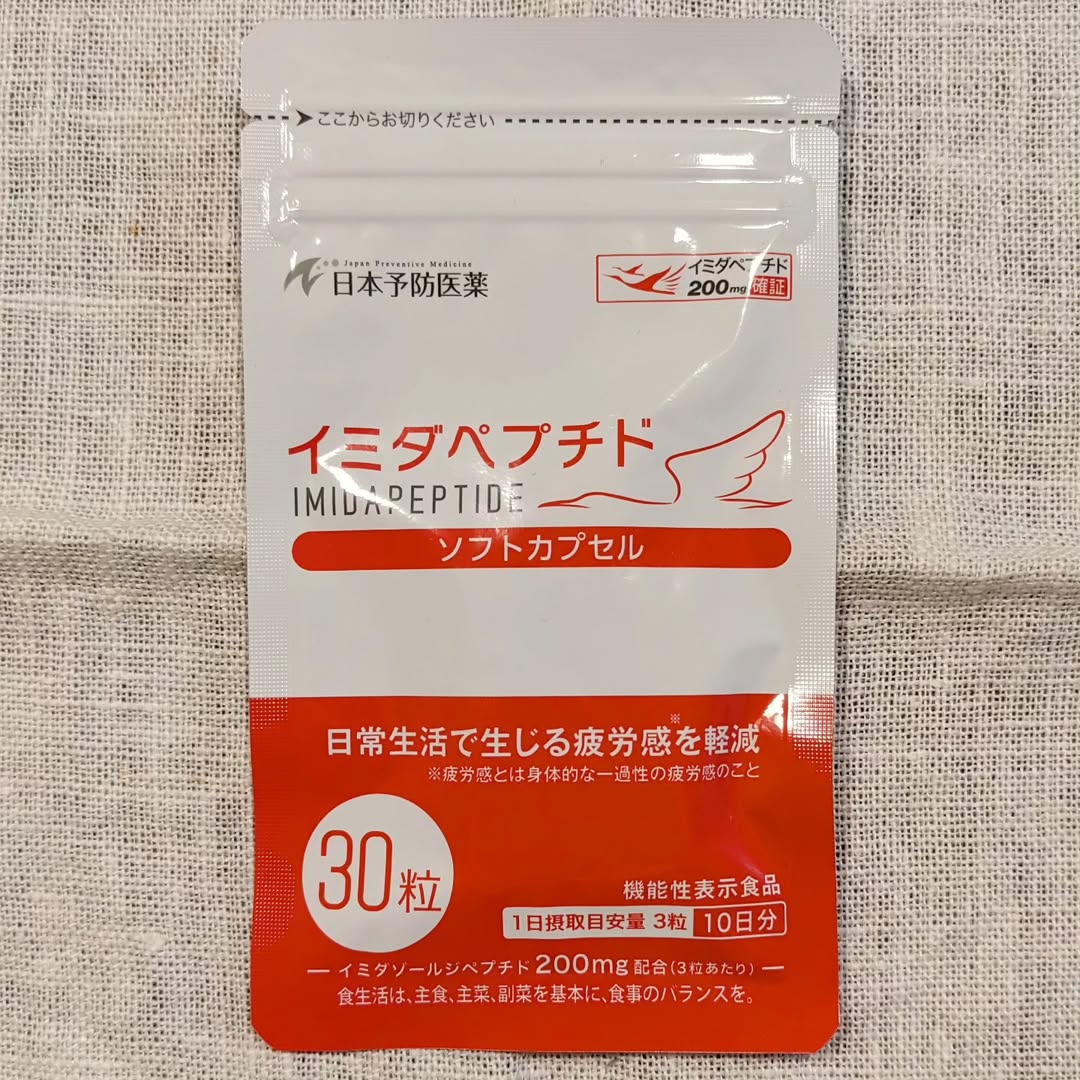 ここからお切りください
Japan Preventive Medicine
日本予防医薬
イミダペプチド
200mg 確証
イミダペプチド
IMIDAPEPTIDE
ソフトカプセル
日常生活で生じる疲労感※を軽減
※疲労感とは身体的な一過性の疲労感のこと
30粒
機能性表示食品
1日摂取目安量 3粒 10日分
イミダゾールジペプチド 200mg 配合(3粒あたり)
食生活は、主食、主菜、副菜を基本に、食事のバランスを。